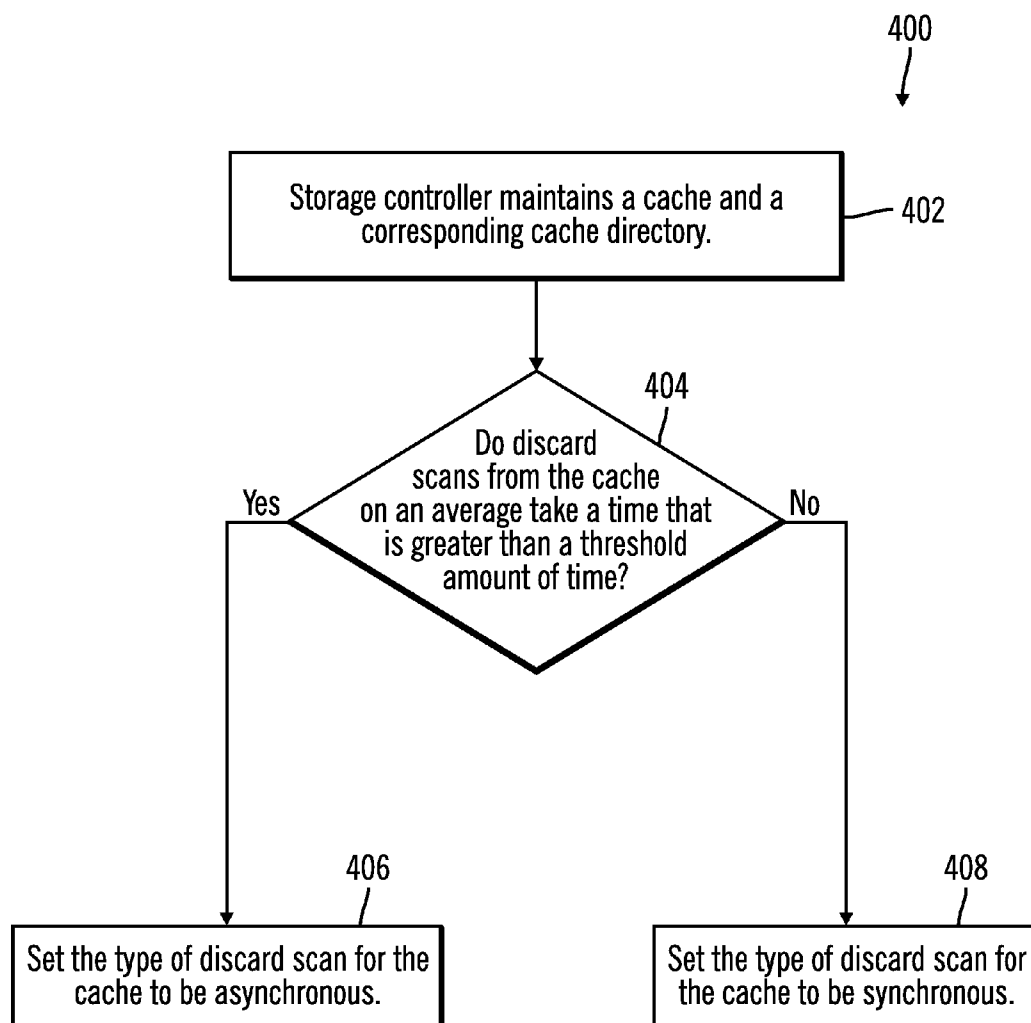 400
Storage controller maintains a cache and a
corresponding cache directory.
402
404
Do discard
scans from the cache
on an average take a time that
is greater than a threshold
amount of time?
Yes
No
406
Set the type of discard scan for the
cache to be asynchronous.
408
Set the type of discard scan for
the cache to be synchronous.